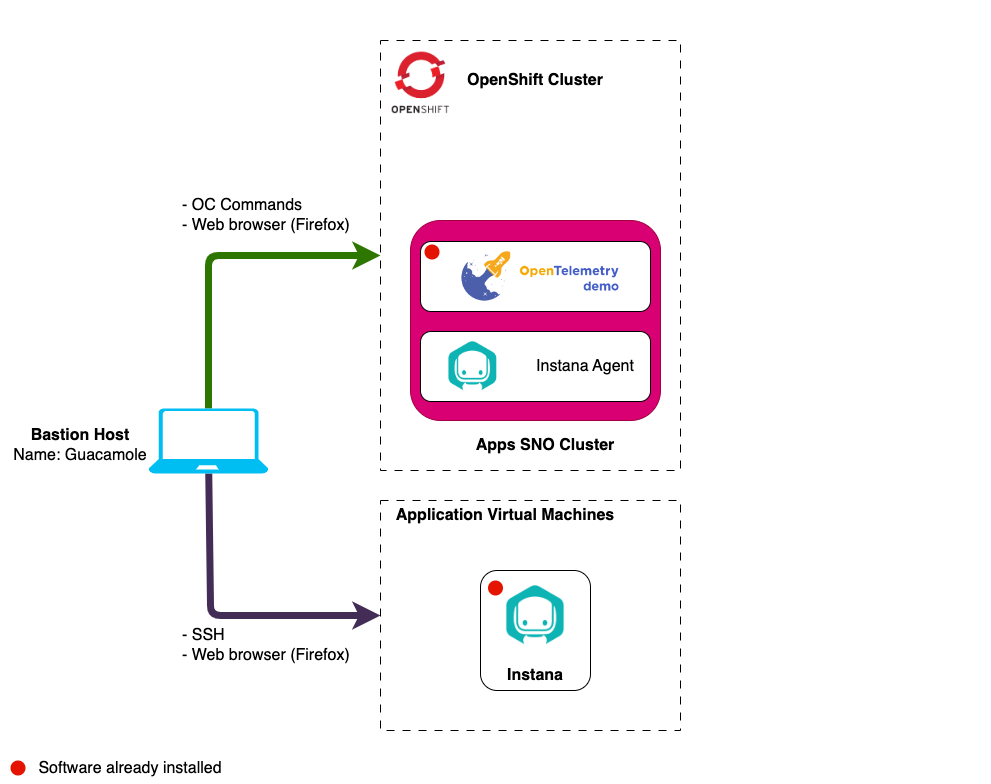 OpenShift Cluster
OPENSHIFT
- OC Commands
- Web browser (Firefox)
OpenTelemetry
demo
Instana Agent
Bastion Host
Name: Guacamole
Apps SNO Cluster
Application Virtual Machines
- SSH
- Web browser (Firefox)
Instana
Software already installed